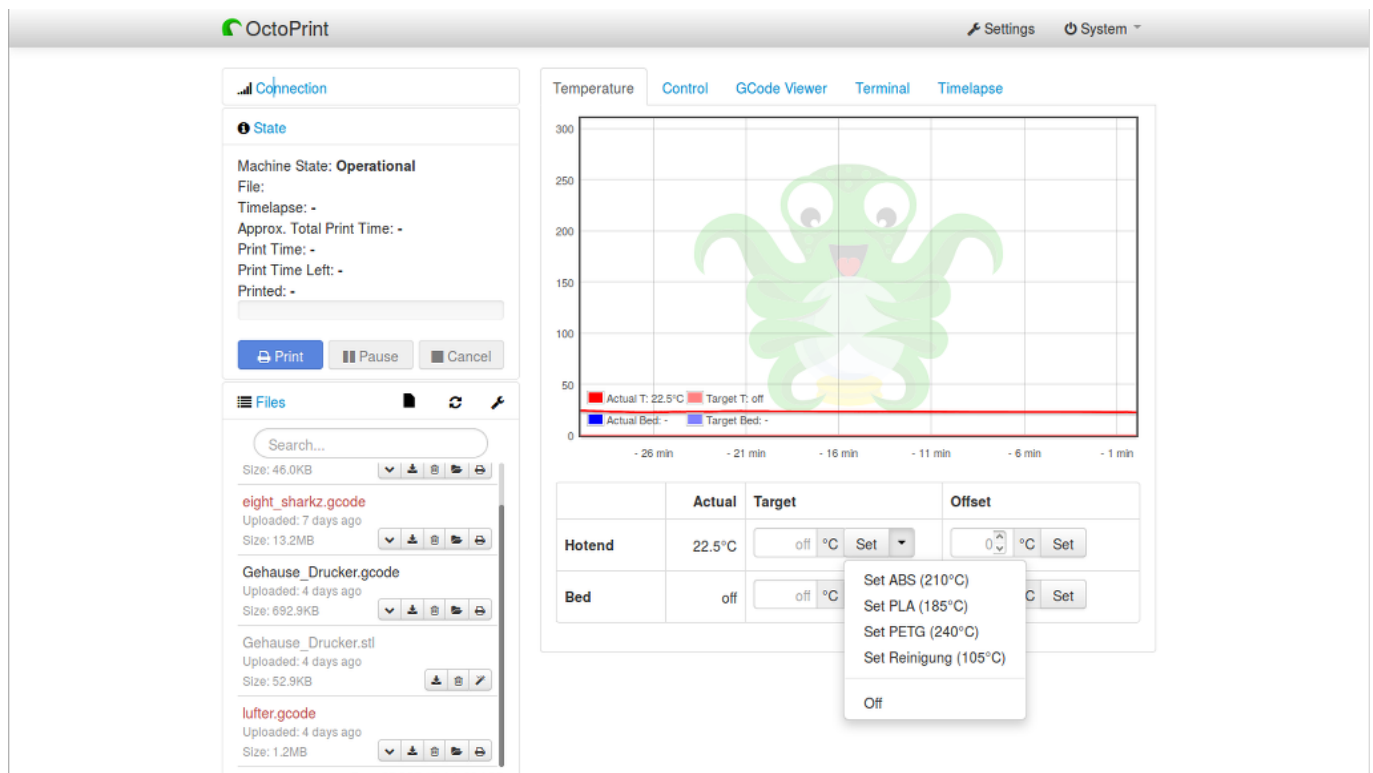 OctoPrint
Settings
System
Connection
State
Machine State: Operational
File:
Timelapse: -
Approx. Total Print Time: -
Print Time: -
Print Time Left: -
Printed: -
Print
Pause
Cancel
Files
Search...
Size: 46.0KB
eight_sharkz.gcode
Uploaded: 7 days ago
Size: 13.2MB
Gehause_Drucker.gcode
Uploaded: 4 days ago
Size: 692.9KB
Gehause_Drucker.stl
Uploaded: 4 days ago
Size: 52.9KB
lufter.gcode
Uploaded: 4 days ago
Size: 1.2MB
Temperature Control GCode Viewer Terminal Timelapse
300
250
200
150
100
50
0
Actual T: 22.5°C Target T: off
Actual Bed: - Target Bed: -
- 26 min - 21 min - 16 min - 11 min - 6 min - 1 min
Actual Target Offset
Hotend 22.5°C off °C Set 0 °C Set
Bed off off °C C Set
Set ABS (210°C)
Set PLA (185°C)
Set PETG (240°C)
Set Reinigung (105°C)
Off